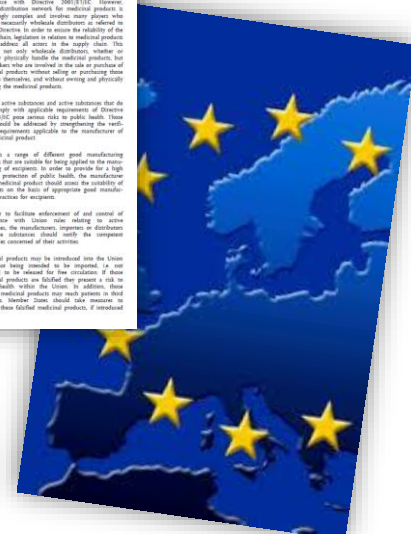 nce with Directive 2001/83/EC. However,
distribution network for medicinal products is
gly complex and involves many players who
necessarily wholesale distributors as referred to
Directive. In order to ensure the reliability of the
hain, legislation in relation to medicinal products
address all actors in the supply chain. This
not only wholesale distributors, whether or
y physically handle the medicinal products, but
kers who are involved in the sale or purchase of
al products without selling or purchasing those
themselves, and without owning and physically
g the medicinal products.
active substances and active substances that do
ply with applicable requirements of Directive
/EC pose serious risks to public health. Those
ould be addressed by strengthening the verifi-
equirements applicable to the manufacturer of
icinal product.
s a range of different good manufacturing
that are suitable for being applied to the manu-
g of excipients. In order to provide for a high
protection of public health, the manufacturer
medicinal product should assess the suitability of
ts on the basis of appropriate good manufac-
ractices for excipients.
r to facilitate enforcement of and control of
nce with Union rules relating to active
es, the manufacturers, importers or distributors
e substances should notify the competent
es concerned of their activities.
al products may be introduced into the Union
not being intended to be imported, i.e. not
to be released for free circulation. If those
al products are falsified they present a risk to
health within the Union. In addition, those
medicinal products may reach patients in third
s. Member States should take measures to
these falsified medicinal products, if introduced